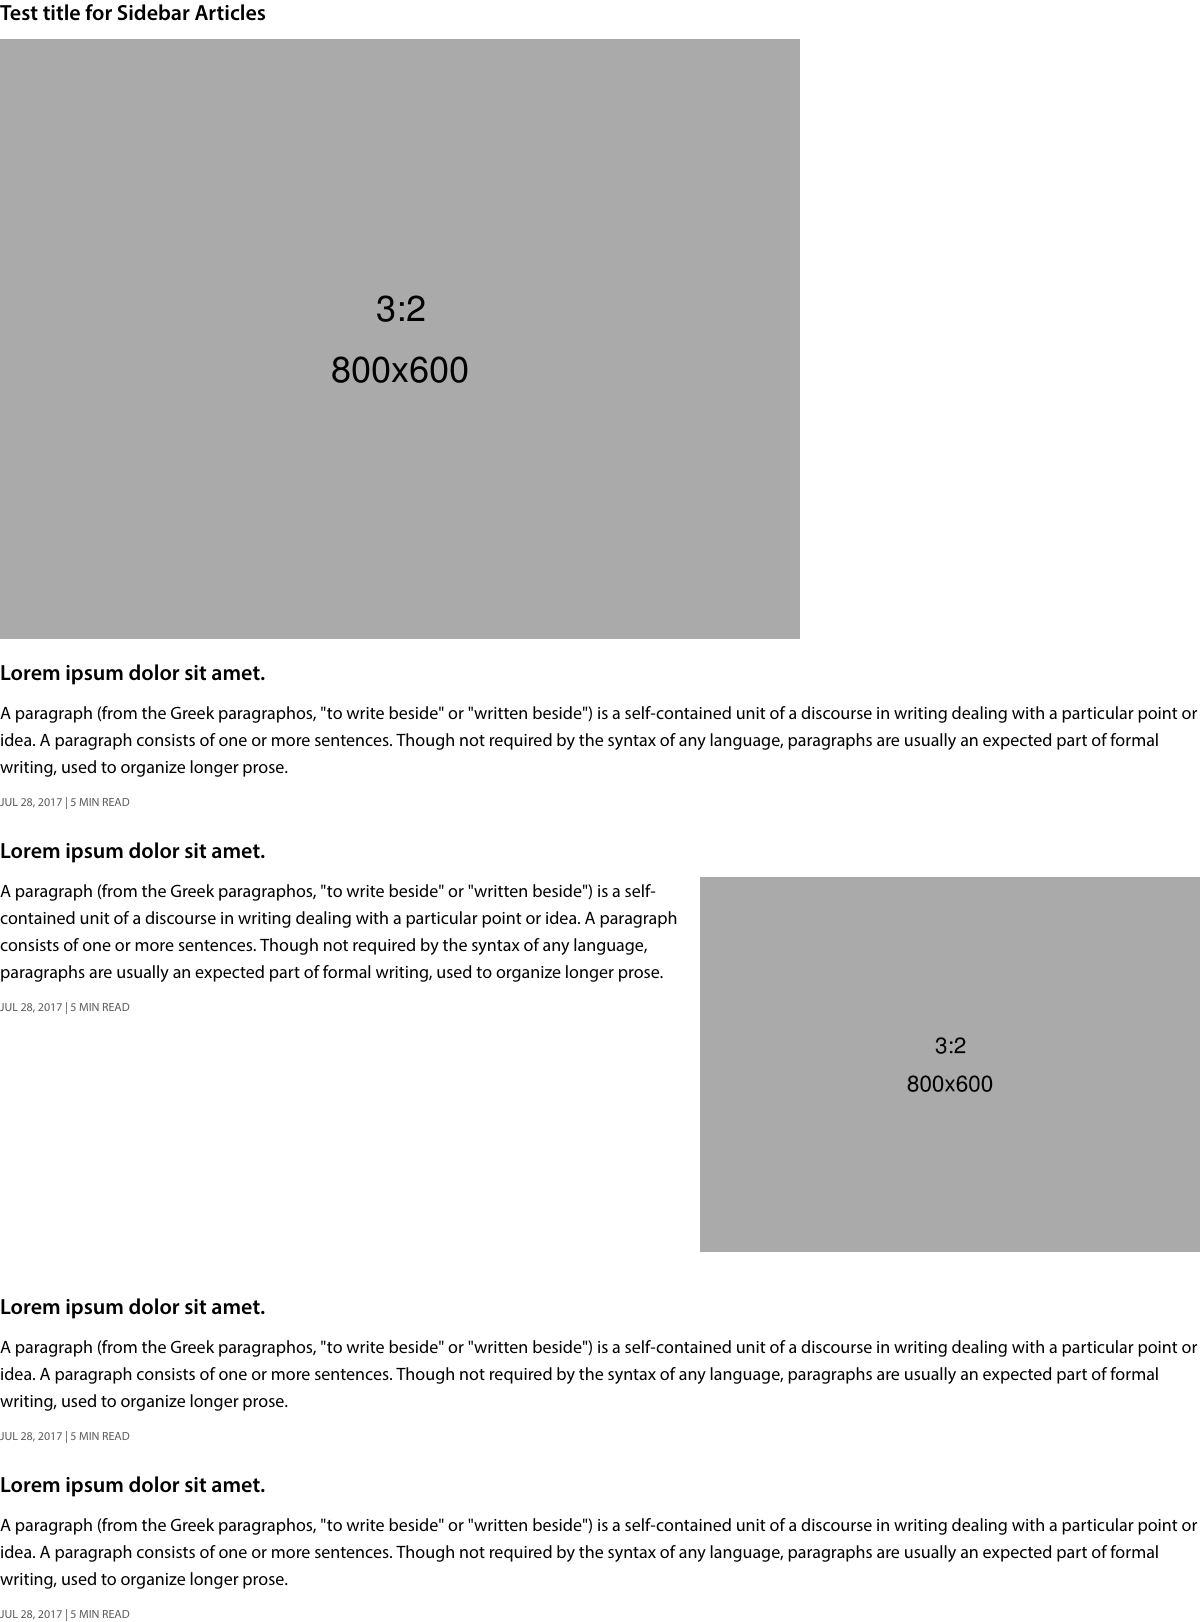 Test title for Sidebar Articles
3:2
800x600
Lorem ipsum dolor sit amet.
A paragraph (from the Greek paragraphos, "to write beside" or "written beside") is a self-contained unit of a discourse in writing dealing with a particular point or
idea. A paragraph consists of one or more sentences. Though not required by the syntax of any language, paragraphs are usually an expected part of formal
writing, used to organize longer prose.
JUL 28, 2017 | 5 MIN READ
Lorem ipsum dolor sit amet.
A paragraph (from the Greek paragraphos, "to write beside" or "written beside") is a self-
contained unit of a discourse in writing dealing with a particular point or idea. A paragraph
consists of one or more sentences. Though not required by the syntax of any language,
paragraphs are usually an expected part of formal writing, used to organize longer prose.
JUL 28, 2017 | 5 MIN READ
3:2
800x600
Lorem ipsum dolor sit amet.
A paragraph (from the Greek paragraphos, "to write beside" or "written beside") is a self-contained unit of a discourse in writing dealing with a particular point or
idea. A paragraph consists of one or more sentences. Though not required by the syntax of any language, paragraphs are usually an expected part of formal
writing, used to organize longer prose.
JUL 28, 2017 | 5 MIN READ
Lorem ipsum dolor sit amet.
A paragraph (from the Greek paragraphos, "to write beside" or "written beside") is a self-contained unit of a discourse in writing dealing with a particular point or
idea. A paragraph consists of one or more sentences. Though not required by the syntax of any language, paragraphs are usually an expected part of formal
writing, used to organize longer prose.
JUL 28, 2017 | 5 MIN READ